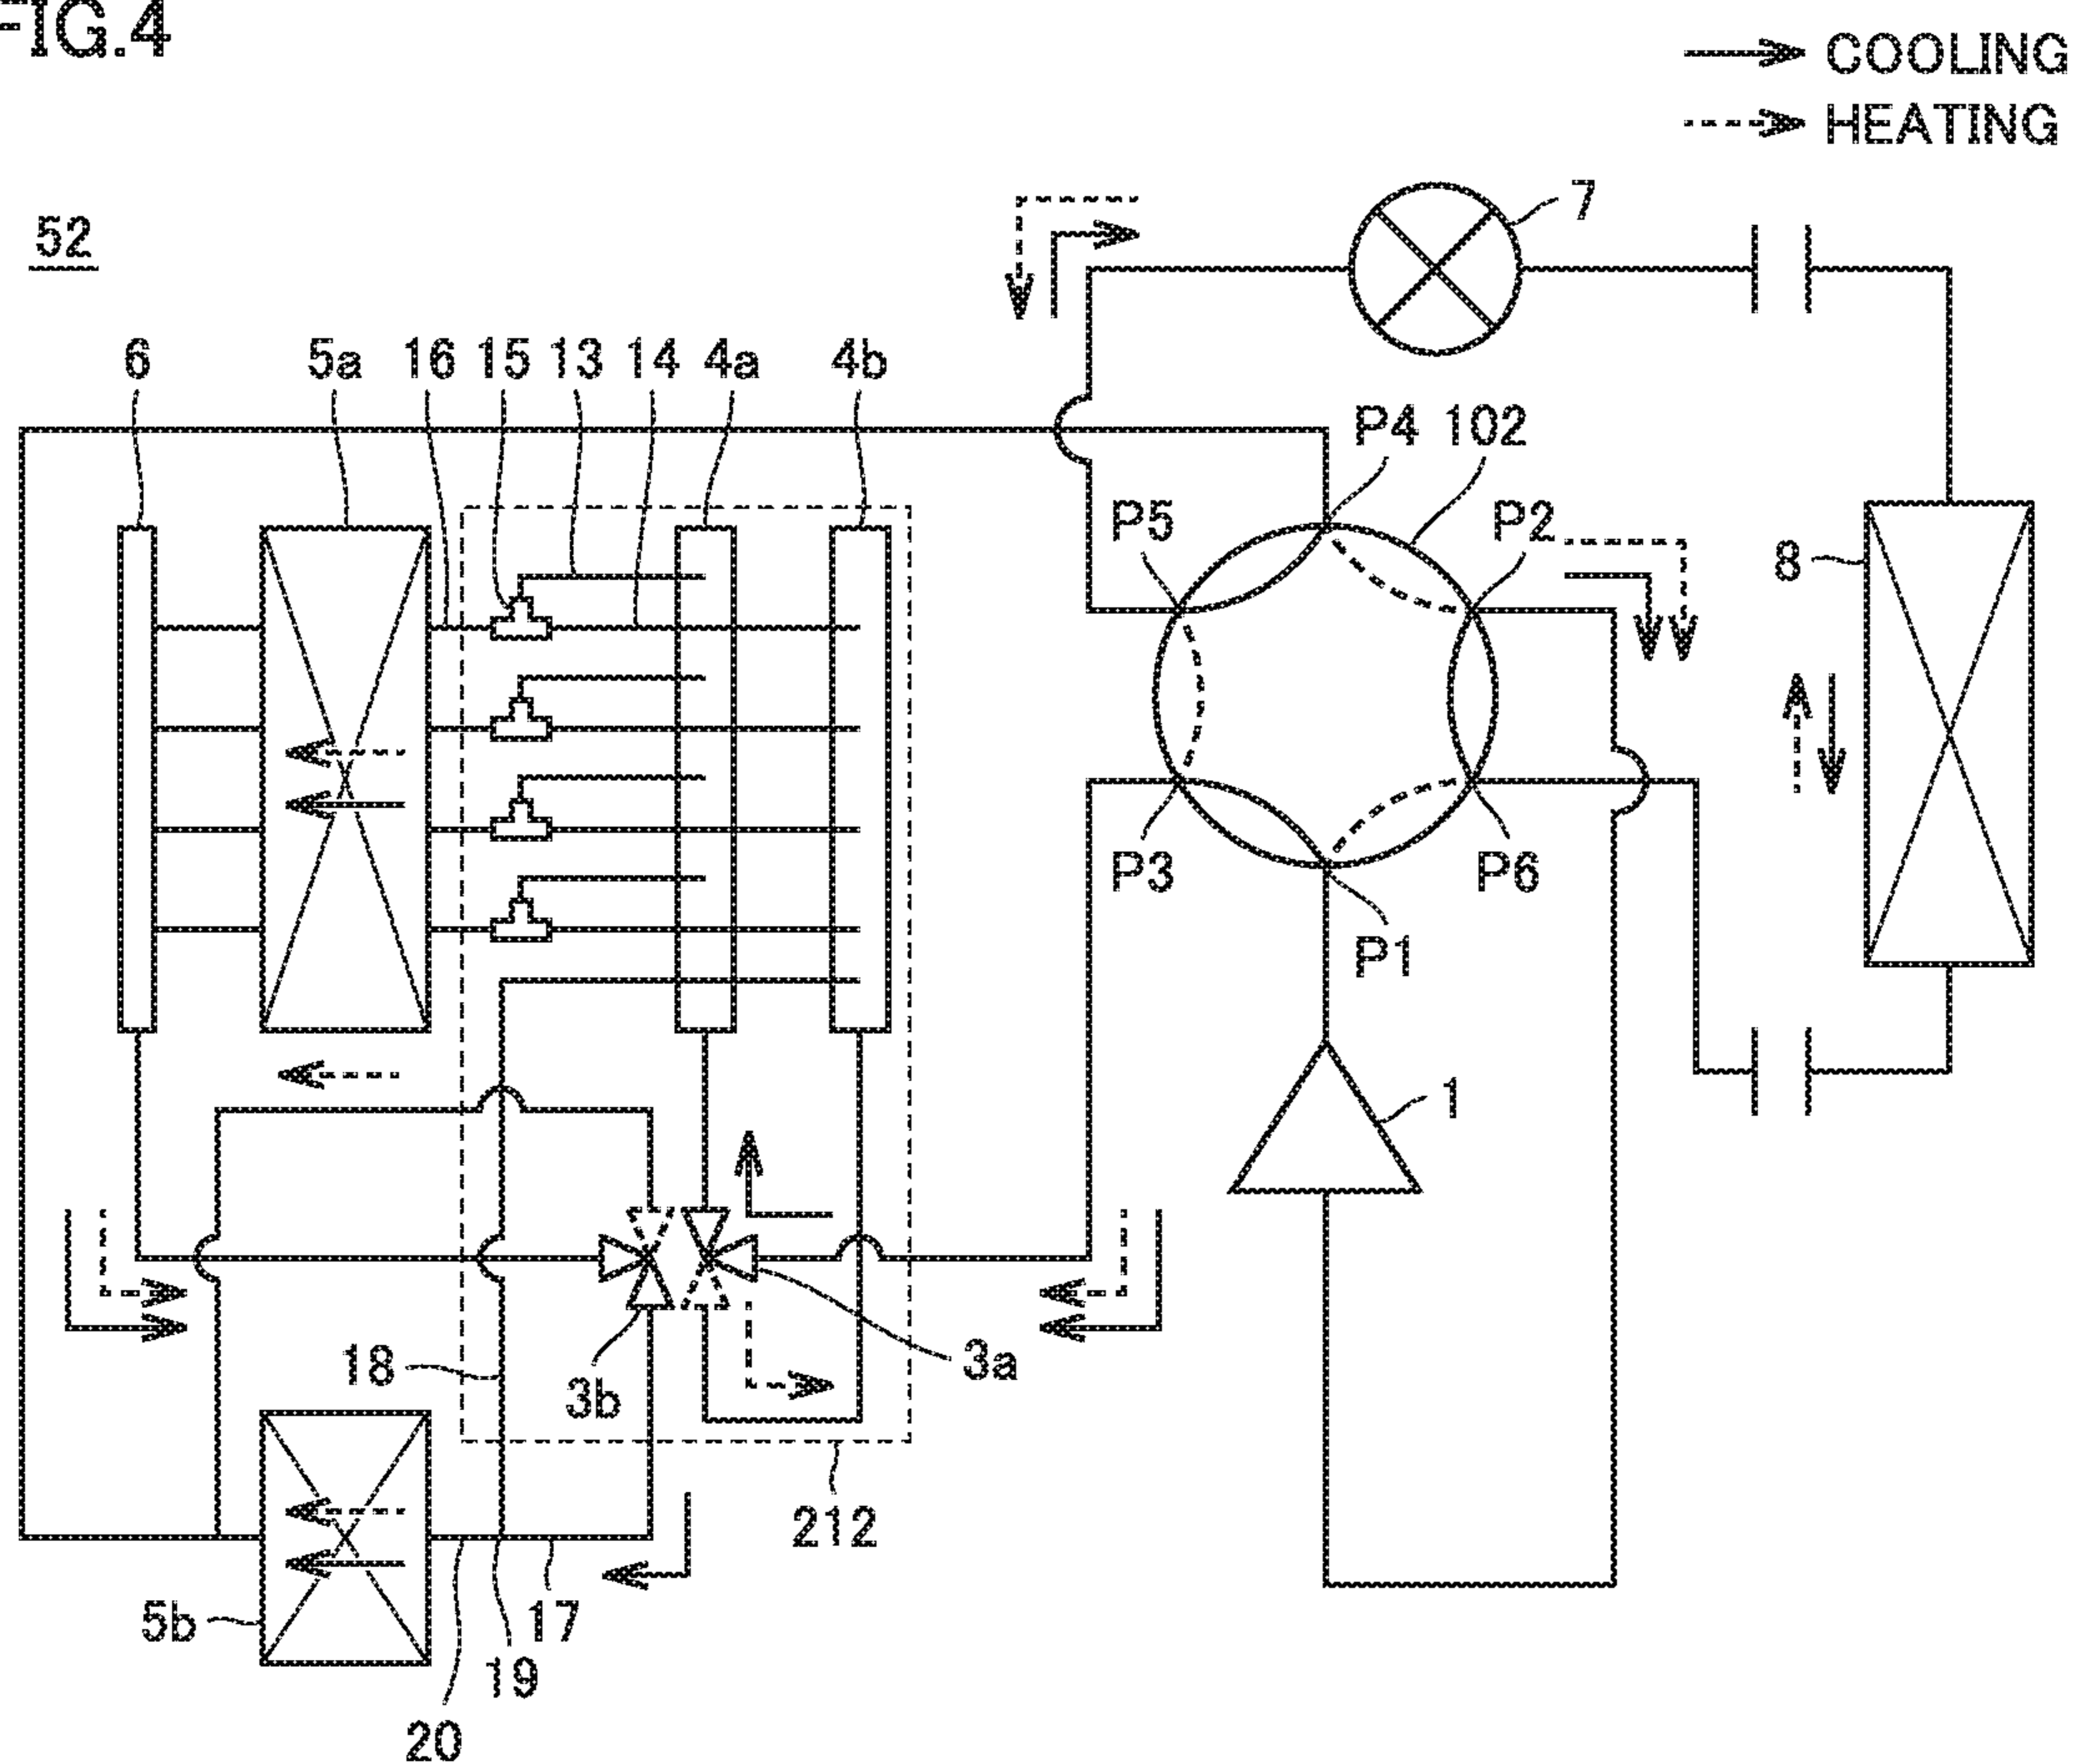 FIG.4
COOLING
HEATING
52
7
6 5a 16 15 13 14 4a 4b
P4 102
P5 P2
8
P3 P6
P1
1
18 3b 3a
212
5b 17
19
20